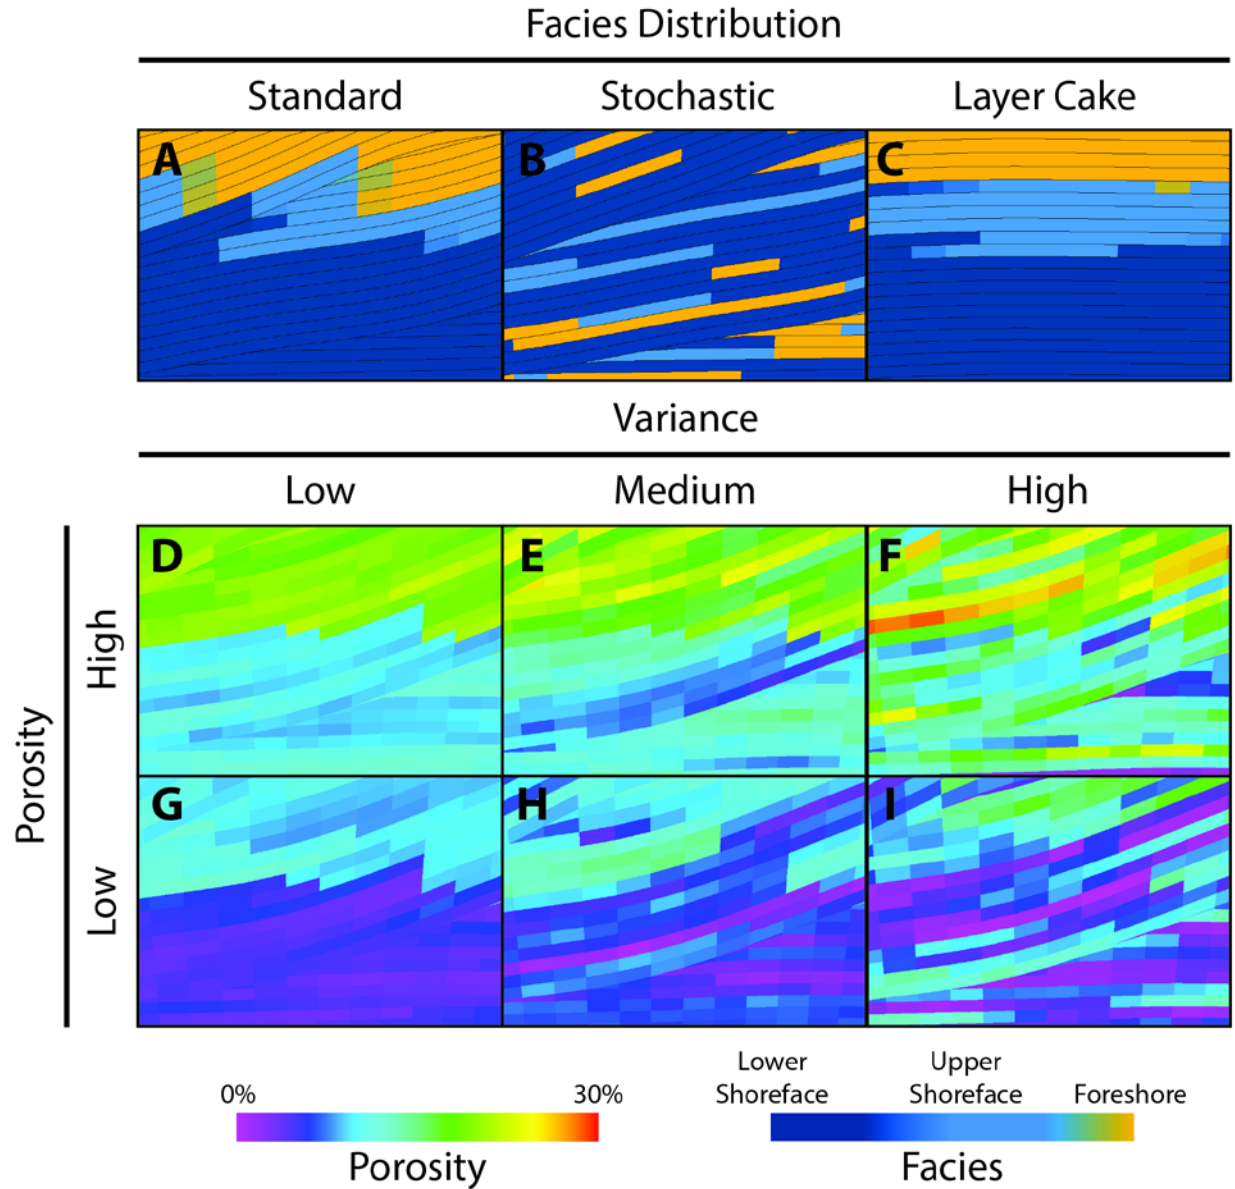 Facies Distribution
Standard
Stochastic
Layer Cake
A
B
C
Variance
Low
Medium
High
Porosity
High
D
E
F
Low
G
H
I
0%
30%
Porosity
Lower
Shoreface
Upper
Shoreface
Foreshore
Facies